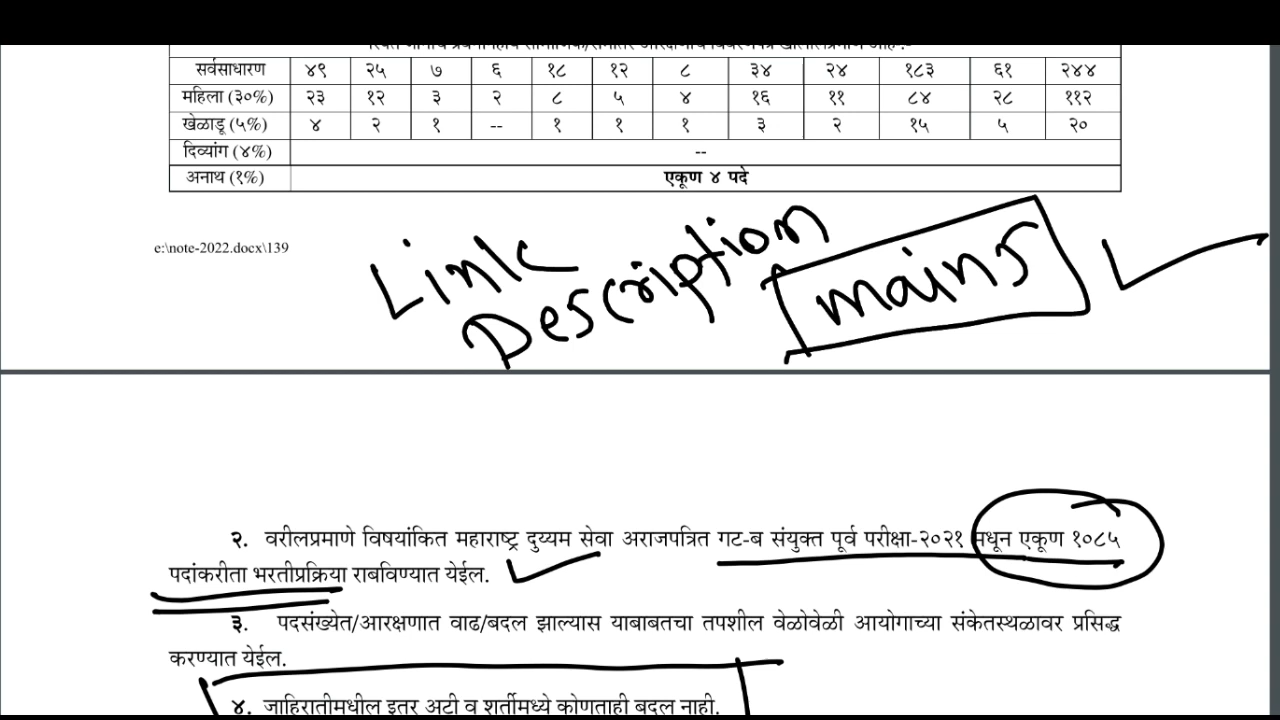 सर्वसाधारण ४९ २५ ७ ६ १८ १२ ८ ३४ २४ १८३ ६१ २४४
महिला (३०%) २३ १२ ३ २ ८ ५ ४ १६ ११ ८४ २८ ११२
खेळाडू (५%) ४ २ १ -- १ १ १ ३ २ १५ ५ २०
दिव्यांग (४%) --
अनाथ (१%) एकूण ४ पदे
e:\note-2022.docx\139
Link
Description
mains
२. वरीलप्रमाणे विषयांकित महाराष्ट्र दुय्यम सेवा अराजपत्रित गट-ब संयुक्त पूर्व परीक्षा-२०२१ मधून एकूण १०८५
पदांकरीता भरतीप्रक्रिया राबविण्यात येईल.
३. पदसंख्येत/आरक्षणात वाढ/बदल झाल्यास याबाबतचा तपशील वेळोवेळी आयोगाच्या संकेतस्थळावर प्रसिद्ध
करण्यात येईल.
४. जाहिरातीमधील इतर अटी व शर्तीमध्ये कोणताही बदल नाही.